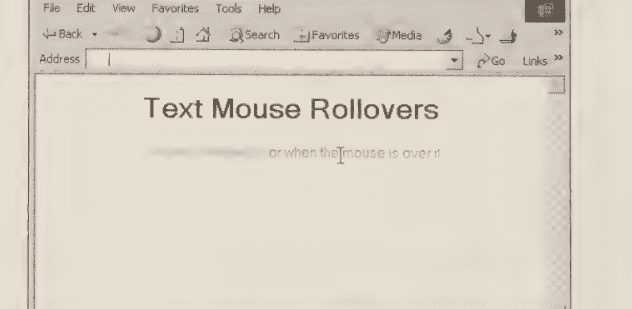 File Edit View Favorites Tools Help
Back Search Favorites Media »
Address Go Links »
Text Mouse Rollovers
or when the mouse is over it